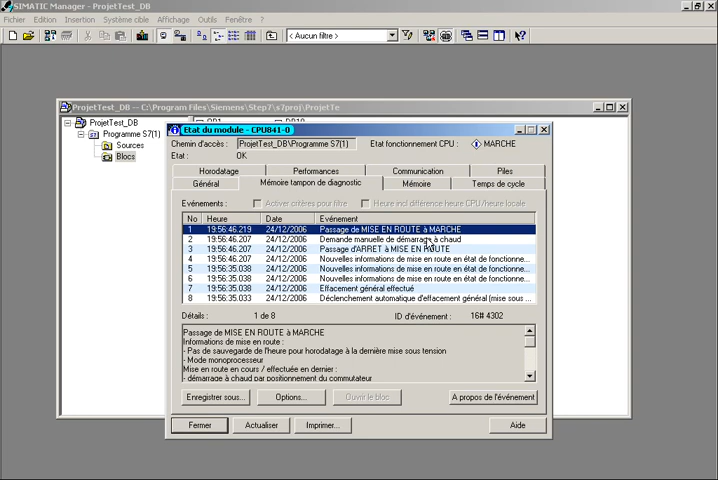 SIMATIC Manager - ProjetTest_DB
Fichier Edition Insertion Système cible Affichage Outils Fenêtre ?
< Aucun filtre >
ProjetTest_DB -- C:\Program Files\Siemens\Step7\s7proj\ProjetTe
ProjetTest_DB
Programme S7(1)
Sources
Blocs
Etat du module - CPU841-0
Chemin d'accès : ProjetTest_DB\Programme S7(1) Etat fonctionnement CPU : MARCHE
Etat : OK
Horodatage Performances Communication Piles
Général Mémoire tampon de diagnostic Mémoire Temps de cycle
Evénements : Activer critères pour filtre Heure incl différence heure CPU/heure locale
No Heure Date Evénement
1 19:56:46.219 24/12/2006 Passage de MISE EN ROUTE à MARCHE
2 19:56:46.207 24/12/2006 Demande manuelle de démarrage à chaud
3 19:56:46.207 24/12/2006 Passage d'ARRET à MISE EN ROUTE
4 19:56:46.207 24/12/2006 Nouvelles informations de mise en route en état de fonctionne...
5 19:56:35.038 24/12/2006 Nouvelles informations de mise en route en état de fonctionne...
6 19:56:35.038 24/12/2006 Nouvelles informations de mise en route en état de fonctionne...
7 19:56:35.038 24/12/2006 Effacement général effectué
8 19:56:35.033 24/12/2006 Déclenchement automatique d'effacement général (mise sous ...
Détails : 1 de 8 ID d'événement : 16# 4302
Passage de MISE EN ROUTE à MARCHE
Informations de mise en route :
- Pas de sauvegarde de l'heure pour horodatage à la dernière mise sous tension
- Mode monoprocesseur
Mise en route en cours / effectuée en dernier :
- démarrage à chaud par positionnement du commutateur
Enregistrer sous... Options... Ouvrir le bloc A propos de l'événement
Fermer Actualiser Imprimer... Aide